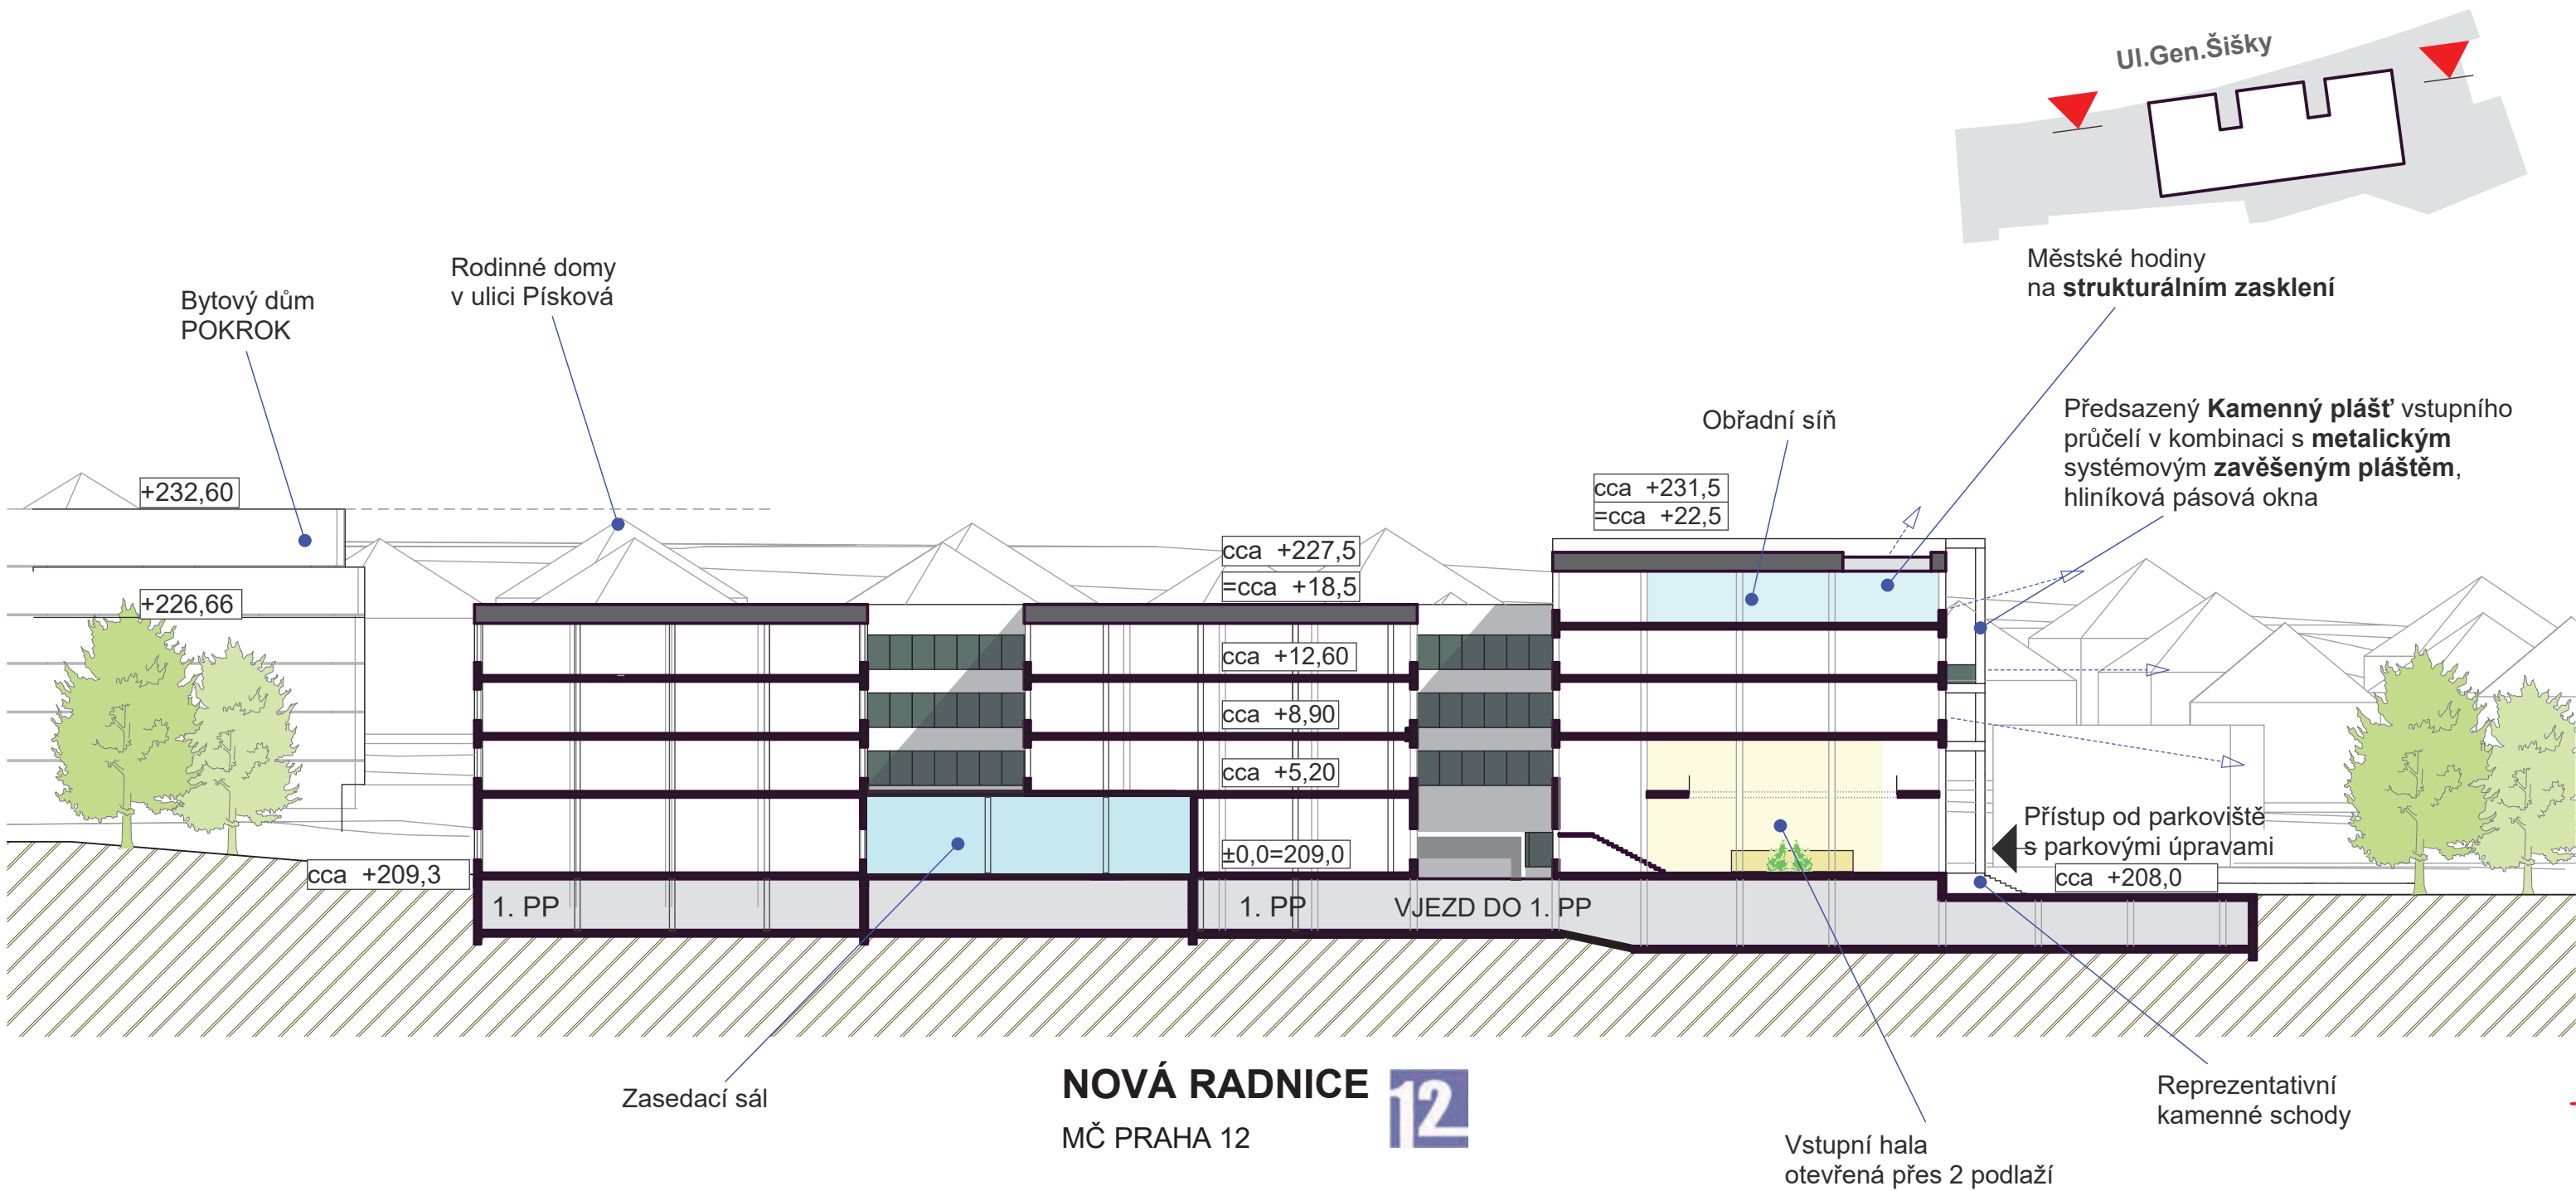 Ul.Gen.Šišky
Městské hodiny
na strukturálním zasklení
Rodinné domy
v ulici Písková
Bytový dům
POKROK
Předsazený Kamenný plášť vstupního
průčelí v kombinaci s metalickým
systémovým zavěšeným pláštěm,
hliníková pásová okna
Obřadní síň
+232,60
cca +231,5
=cca +22,5
cca +227,5
=cca +18,5
+226,66
cca +12,60
cca +8,90
cca +5,20
Přístup od parkoviště
s parkovými úpravami
±0,0=209,0
cca +209,3
cca +208,0
1. PP
1. PP
VJEZD DO 1. PP
Zasedací sál
NOVÁ RADNICE
12
MČ PRAHA 12
Reprezentativní
kamenné schody
Vstupní hala
otevřená přes 2 podlaží